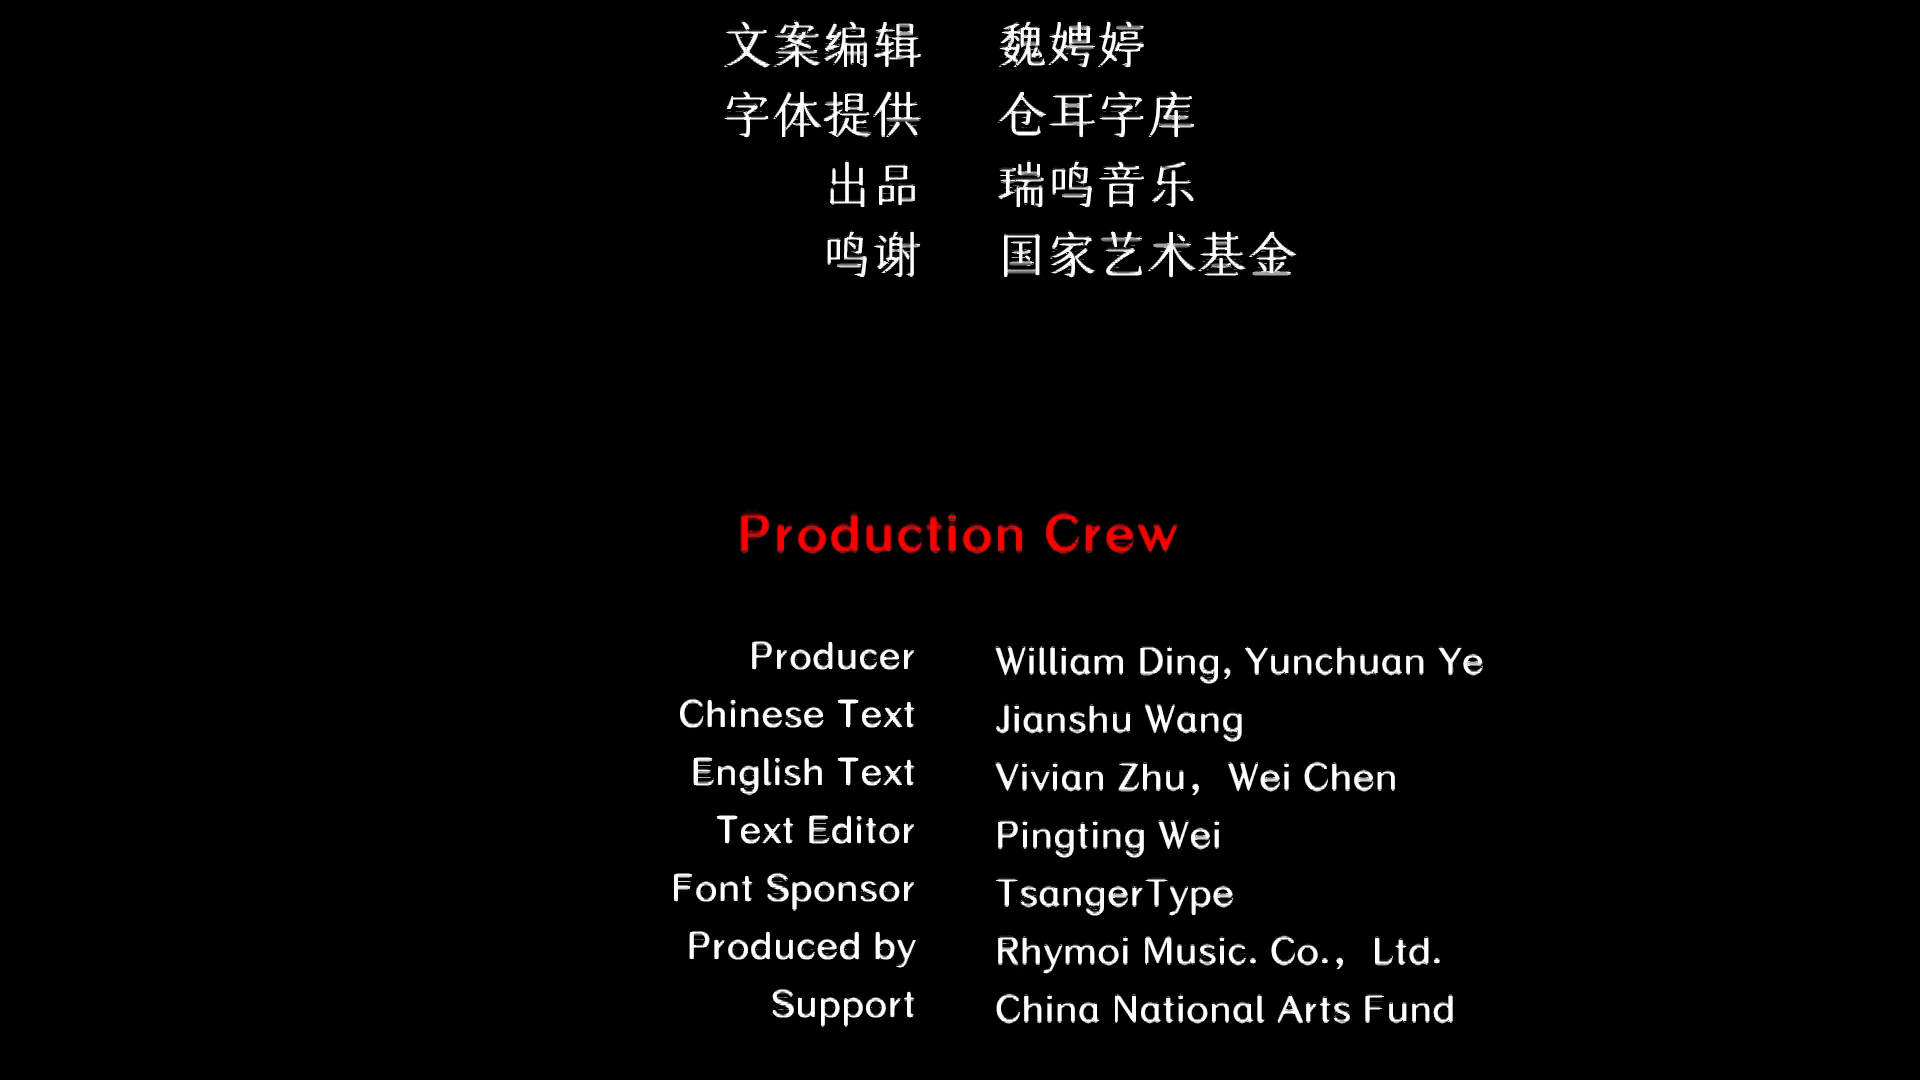 文案编辑 魏娉婷
字体提供 仓耳字库
出品 瑞鸣音乐
鸣谢 国家艺术基金
Production Crew
Producer William Ding, Yunchuan Ye
Chinese Text Jianshu Wang
English Text Vivian Zhu， Wei Chen
Text Editor Pingting Wei
Font Sponsor TsangerType
Produced by Rhymoi Music. Co.， Ltd.
Support China National Arts Fund